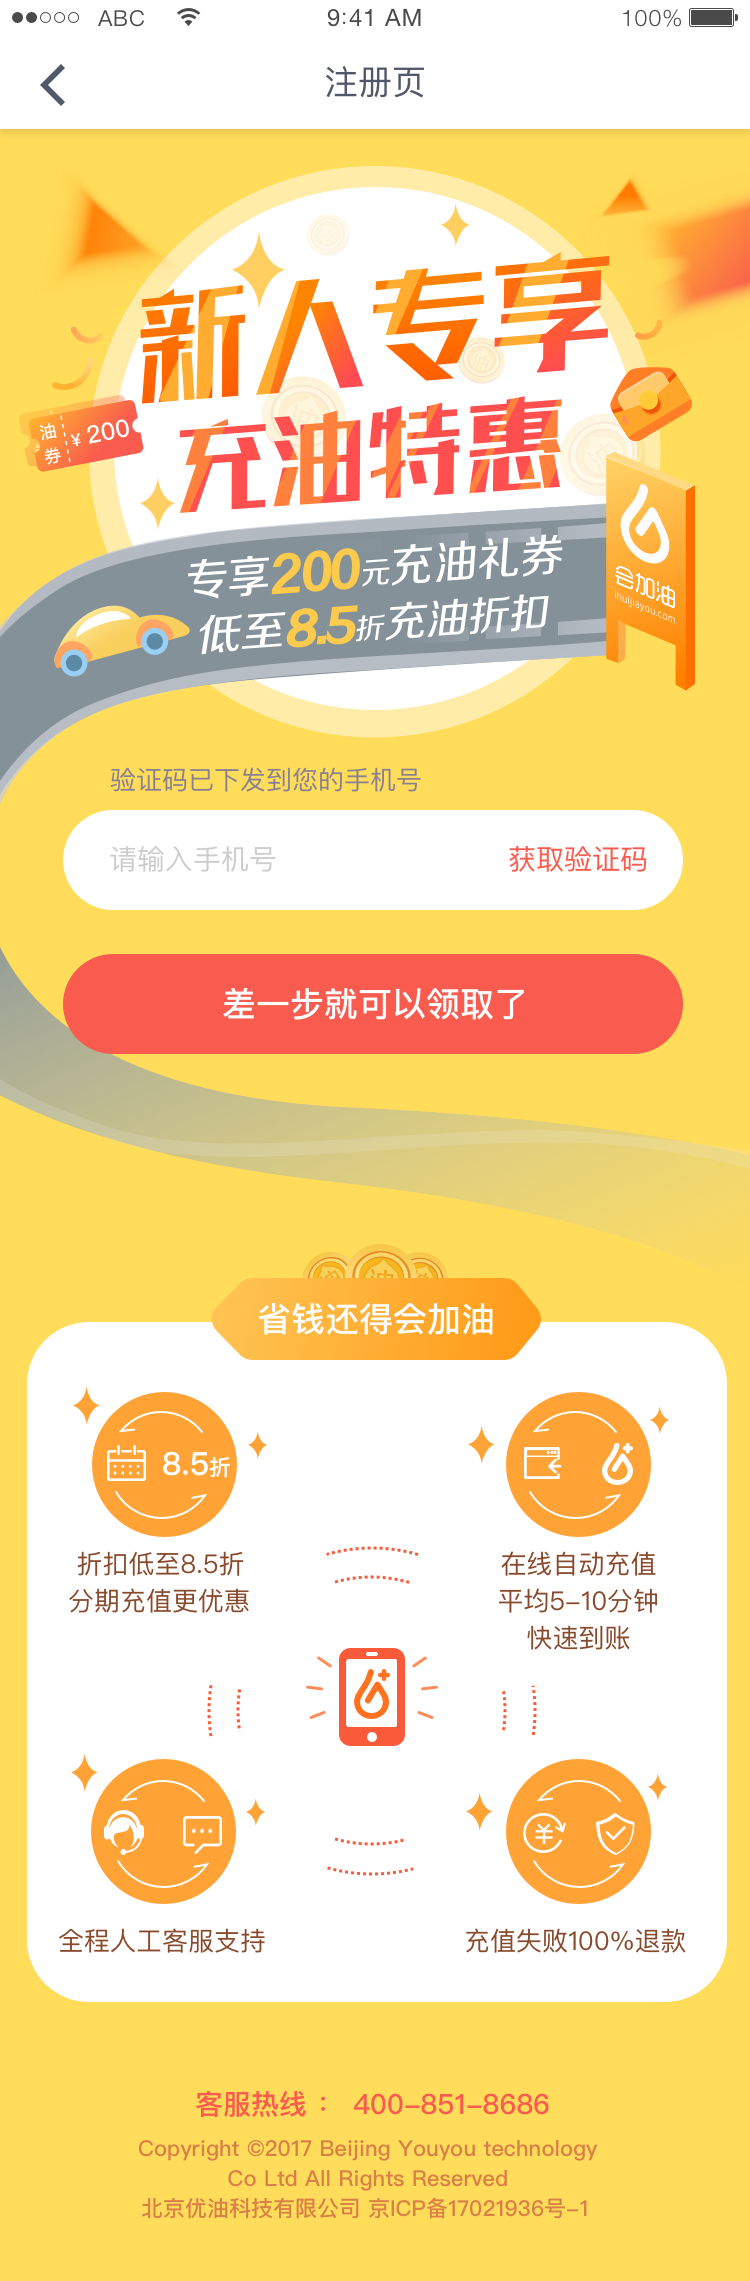 ABC 9:41 AM 100%
注册页
新人专享
充油特惠
油券 ¥200
专享200元充油礼券
低至8.5折充油折扣
会加油
ihuijiayou.com
验证码已下发到您的手机号
请输入手机号 获取验证码
差一步就可以领取了
省钱还得会加油
8.5折
折扣低至8.5折
分期充值更优惠
在线自动充值
平均5-10分钟
快速到账
全程人工客服支持
充值失败100%退款
客服热线： 400-851-8686
Copyright ©2017 Beijing Youyou technology
Co Ltd All Rights Reserved
北京优油科技有限公司 京ICP备17021936号-1